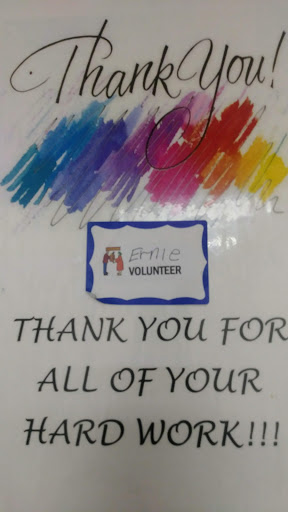 Thank You!
Ernie
VOLUNTEER
THANK YOU FOR
ALL OF YOUR
HARD WORK!!!